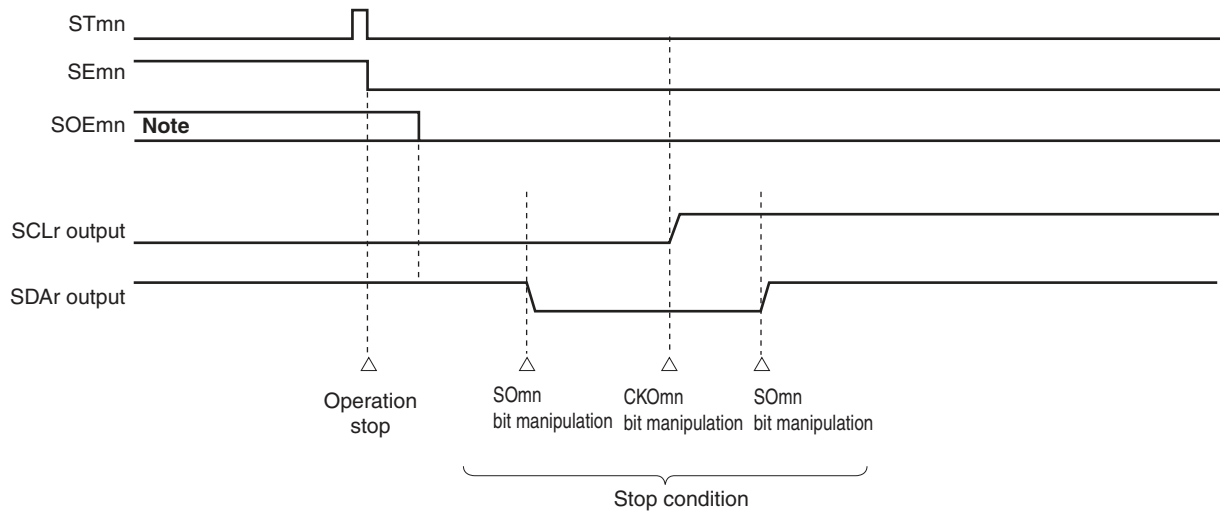 STmn
SEmn
SOEmn Note
SCLr output
SDAr output
Operation
stop
SOmn
bit manipulation
CKOmn
bit manipulation
SOmn
bit manipulation
Stop condition